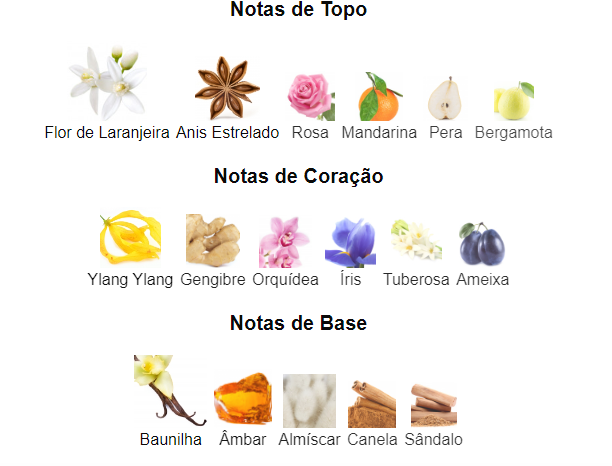 Notas de Topo
Flor de Laranjeira Anis Estrelado Rosa Mandarina Pera Bergamota
Notas de Coração
Ylang Ylang Gengibre Orquídea Íris Tuberosa Ameixa
Notas de Base
Baunilha Âmbar Almíscar Canela Sândalo